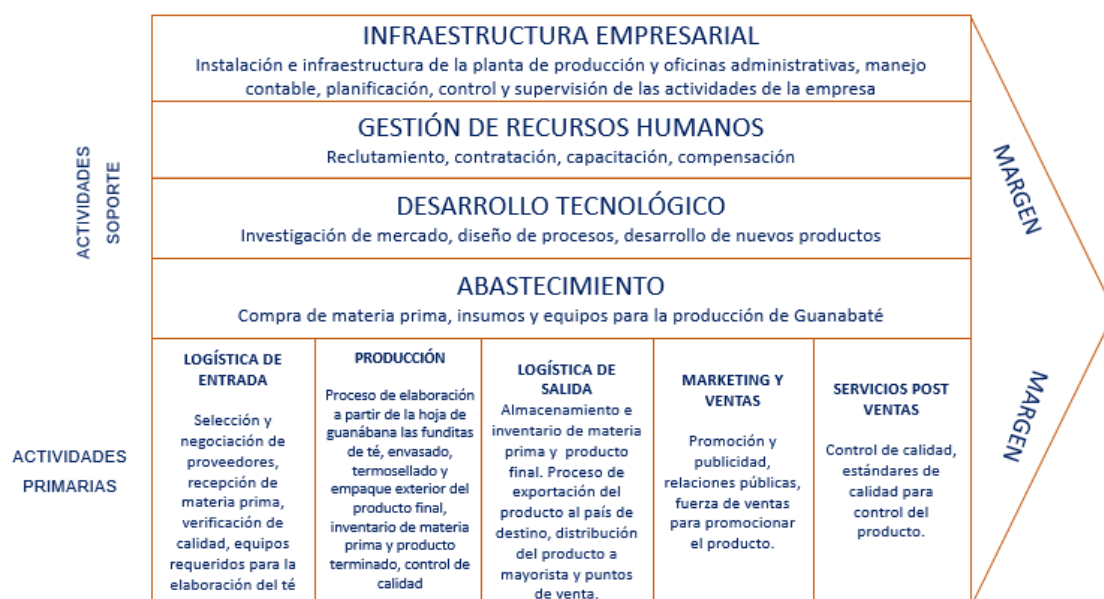 INFRAESTRUCTURA EMPRESARIAL
Instalación e infraestructura de la planta de producción y oficinas administrativas, manejo
contable, planificación, control y supervisión de las actividades de la empresa
GESTIÓN DE RECURSOS HUMANOS
Reclutamiento, contratación, capacitación, compensación
DESARROLLO TECNOLÓGICO
Investigación de mercado, diseño de procesos, desarrollo de nuevos productos
ABASTECIMIENTO
Compra de materia prima, insumos y equipos para la producción de Guanabaté
ACTIVIDADES
SOPORTE
MARGEN
ACTIVIDADES
PRIMARIAS
LOGÍSTICA DE
ENTRADA
Selección y
negociación de
proveedores,
recepción de
materia prima,
verificación de
calidad, equipos
requeridos para la
elaboración del té
PRODUCCIÓN
Proceso de elaboración
a partir de la hoja de
guanábana las funditas
de té, envasado,
termosellado y
empaque exterior del
producto final,
inventario de materia
prima y producto
terminado, control de
calidad
LOGÍSTICA DE
SALIDA
Almacenamiento e
inventario de materia
prima y producto
final. Proceso de
exportación del
producto al país de
destino, distribución
del producto a
mayorista y puntos
de venta.
MARKETING Y
VENTAS
Promoción y
publicidad,
relaciones públicas,
fuerza de ventas
para promocionar
el producto.
SERVICIOS POST
VENTAS
Control de calidad,
estándares de
calidad para
control del
producto.
MARGEN